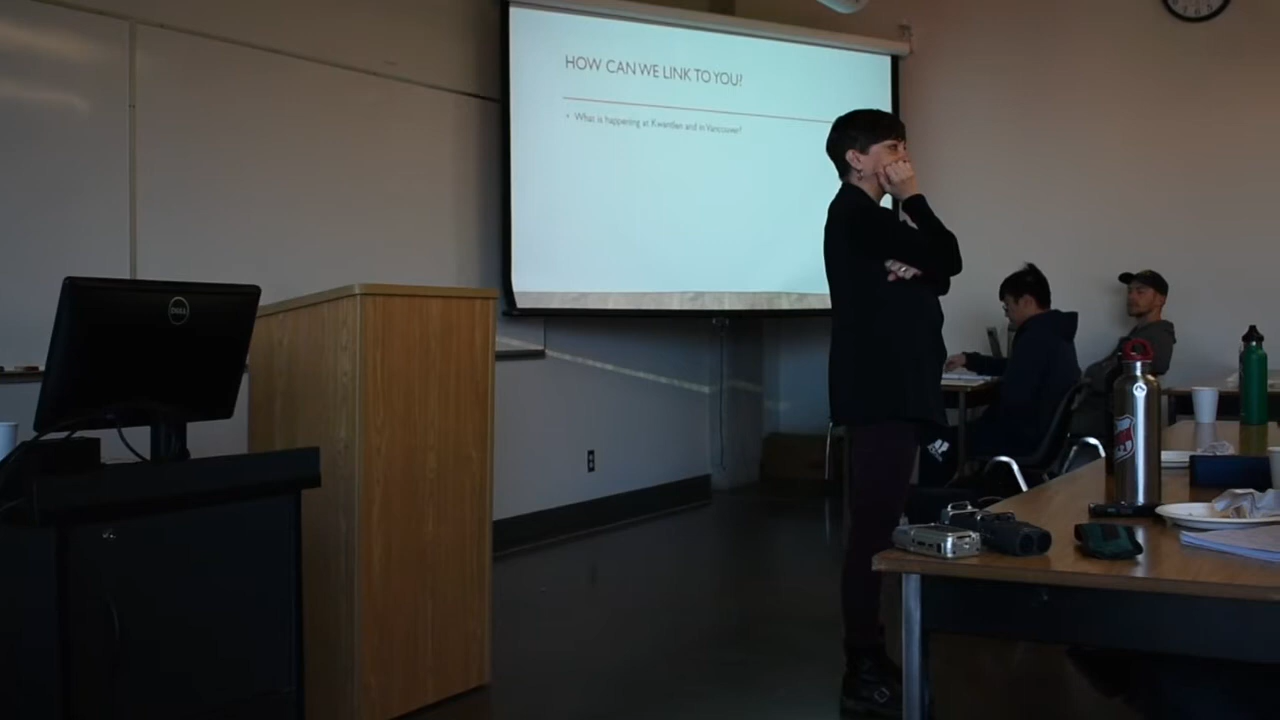 HOW CAN WE LINK TO YOU?
• What is happening at Kwantlen and in Vancouver?
DELL